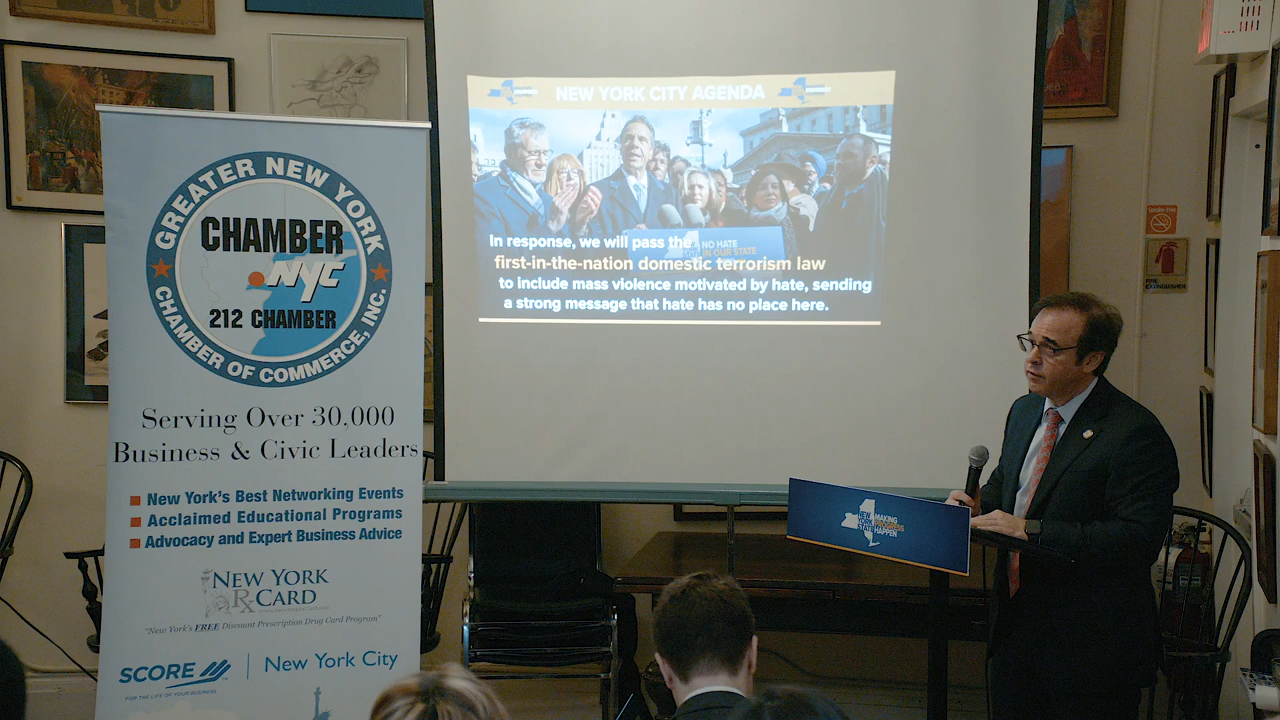 GREATER NEW YORK
CHAMBER
NYC
212 CHAMBER
CHAMBER OF COMMERCE, INC.
Serving Over 30,000
Business & Civic Leaders
New York's Best Networking Events
Acclaimed Educational Programs
Advocacy and Expert Business Advice
NEW YORK
Rx CARD
"New York's FREE Discount Prescription Drug Card Program"
SCORE
FOR THE LIFE OF YOUR BUSINESS
New York City
NEW YORK CITY AGENDA
NO HATE
IN OUR STATE
In response, we will pass the
first-in-the-nation domestic terrorism law
to include mass violence motivated by hate, sending
a strong message that hate has no place here.
NEW YORK STATE
MAKING PROGRESS HAPPEN
FIRE
EXTINGUISHER